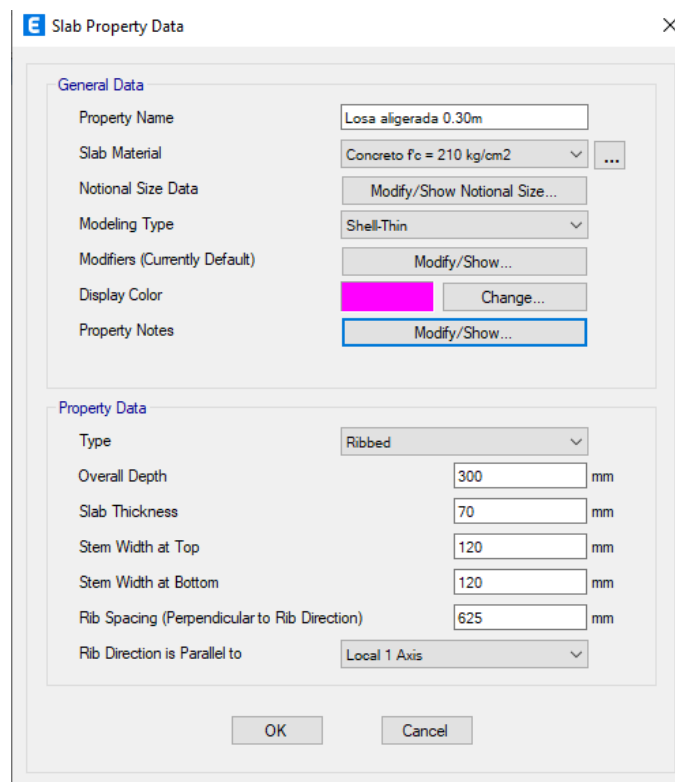 E Slab Property Data
General Data
Property Name Losa aligerada 0.30m
Slab Material Concreto f'c = 210 kg/cm2 ...
Notional Size Data Modify/Show Notional Size...
Modeling Type Shell-Thin
Modifiers (Currently Default) Modify/Show...
Display Color Change...
Property Notes Modify/Show...
Property Data
Type Ribbed
Overall Depth 300 mm
Slab Thickness 70 mm
Stem Width at Top 120 mm
Stem Width at Bottom 120 mm
Rib Spacing (Perpendicular to Rib Direction) 625 mm
Rib Direction is Parallel to Local 1 Axis
OK Cancel